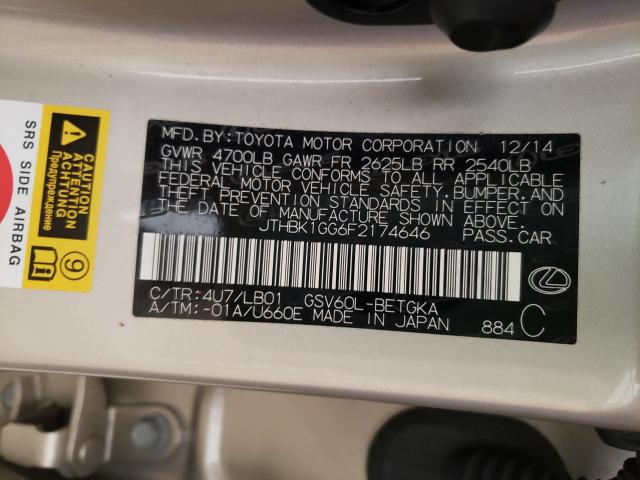 MFD. BY: TOYOTA MOTOR CORPORATION 12/14
GVWR 4700LB GAWR FR 2625LB RR 2540LB
THIS VEHICLE CONFORMS TO ALL APPLICABLE
FEDERAL MOTOR VEHICLE SAFETY, BUMPER, AND
THEFT PREVENTION STANDARDS IN EFFECT ON
THE DATE OF MANUFACTURE SHOWN ABOVE.
JTHBK1GG6F2174646 PASS.CAR
C/TR: 4U7/LB01 GSV60L-BETGKA
A/TM: -01A/U660E MADE IN JAPAN 884 C
SRS SIDE AIRBAG
CAUTION
ATTENTION
Предупреждение
9